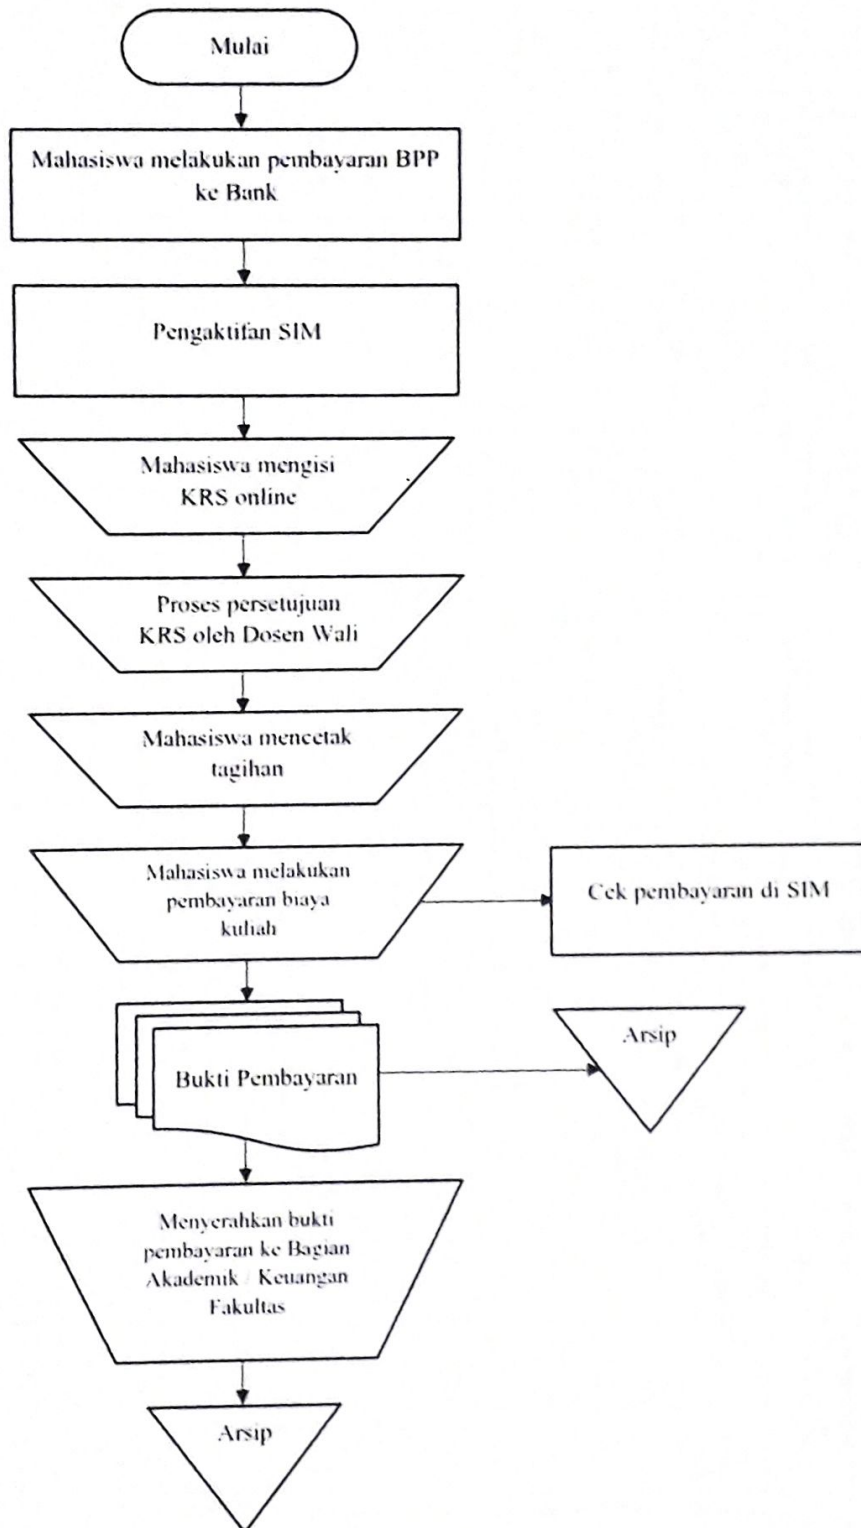 Mulai
Mahasiswa melakukan pembayaran BPP
ke Bank
Pengaktifan SIM
Mahasiswa mengisi
KRS online
Proses persetujuan
KRS oleh Dosen Wali
Mahasiswa mencetak
tagihan
Mahasiswa melakukan
pembayaran biaya
kuliah
Cek pembayaran di SIM
Bukti Pembayaran
Arsip
Menyerahkan bukti
pembayaran ke Bagian
Akademik / Keuangan
Fakultas
Arsip